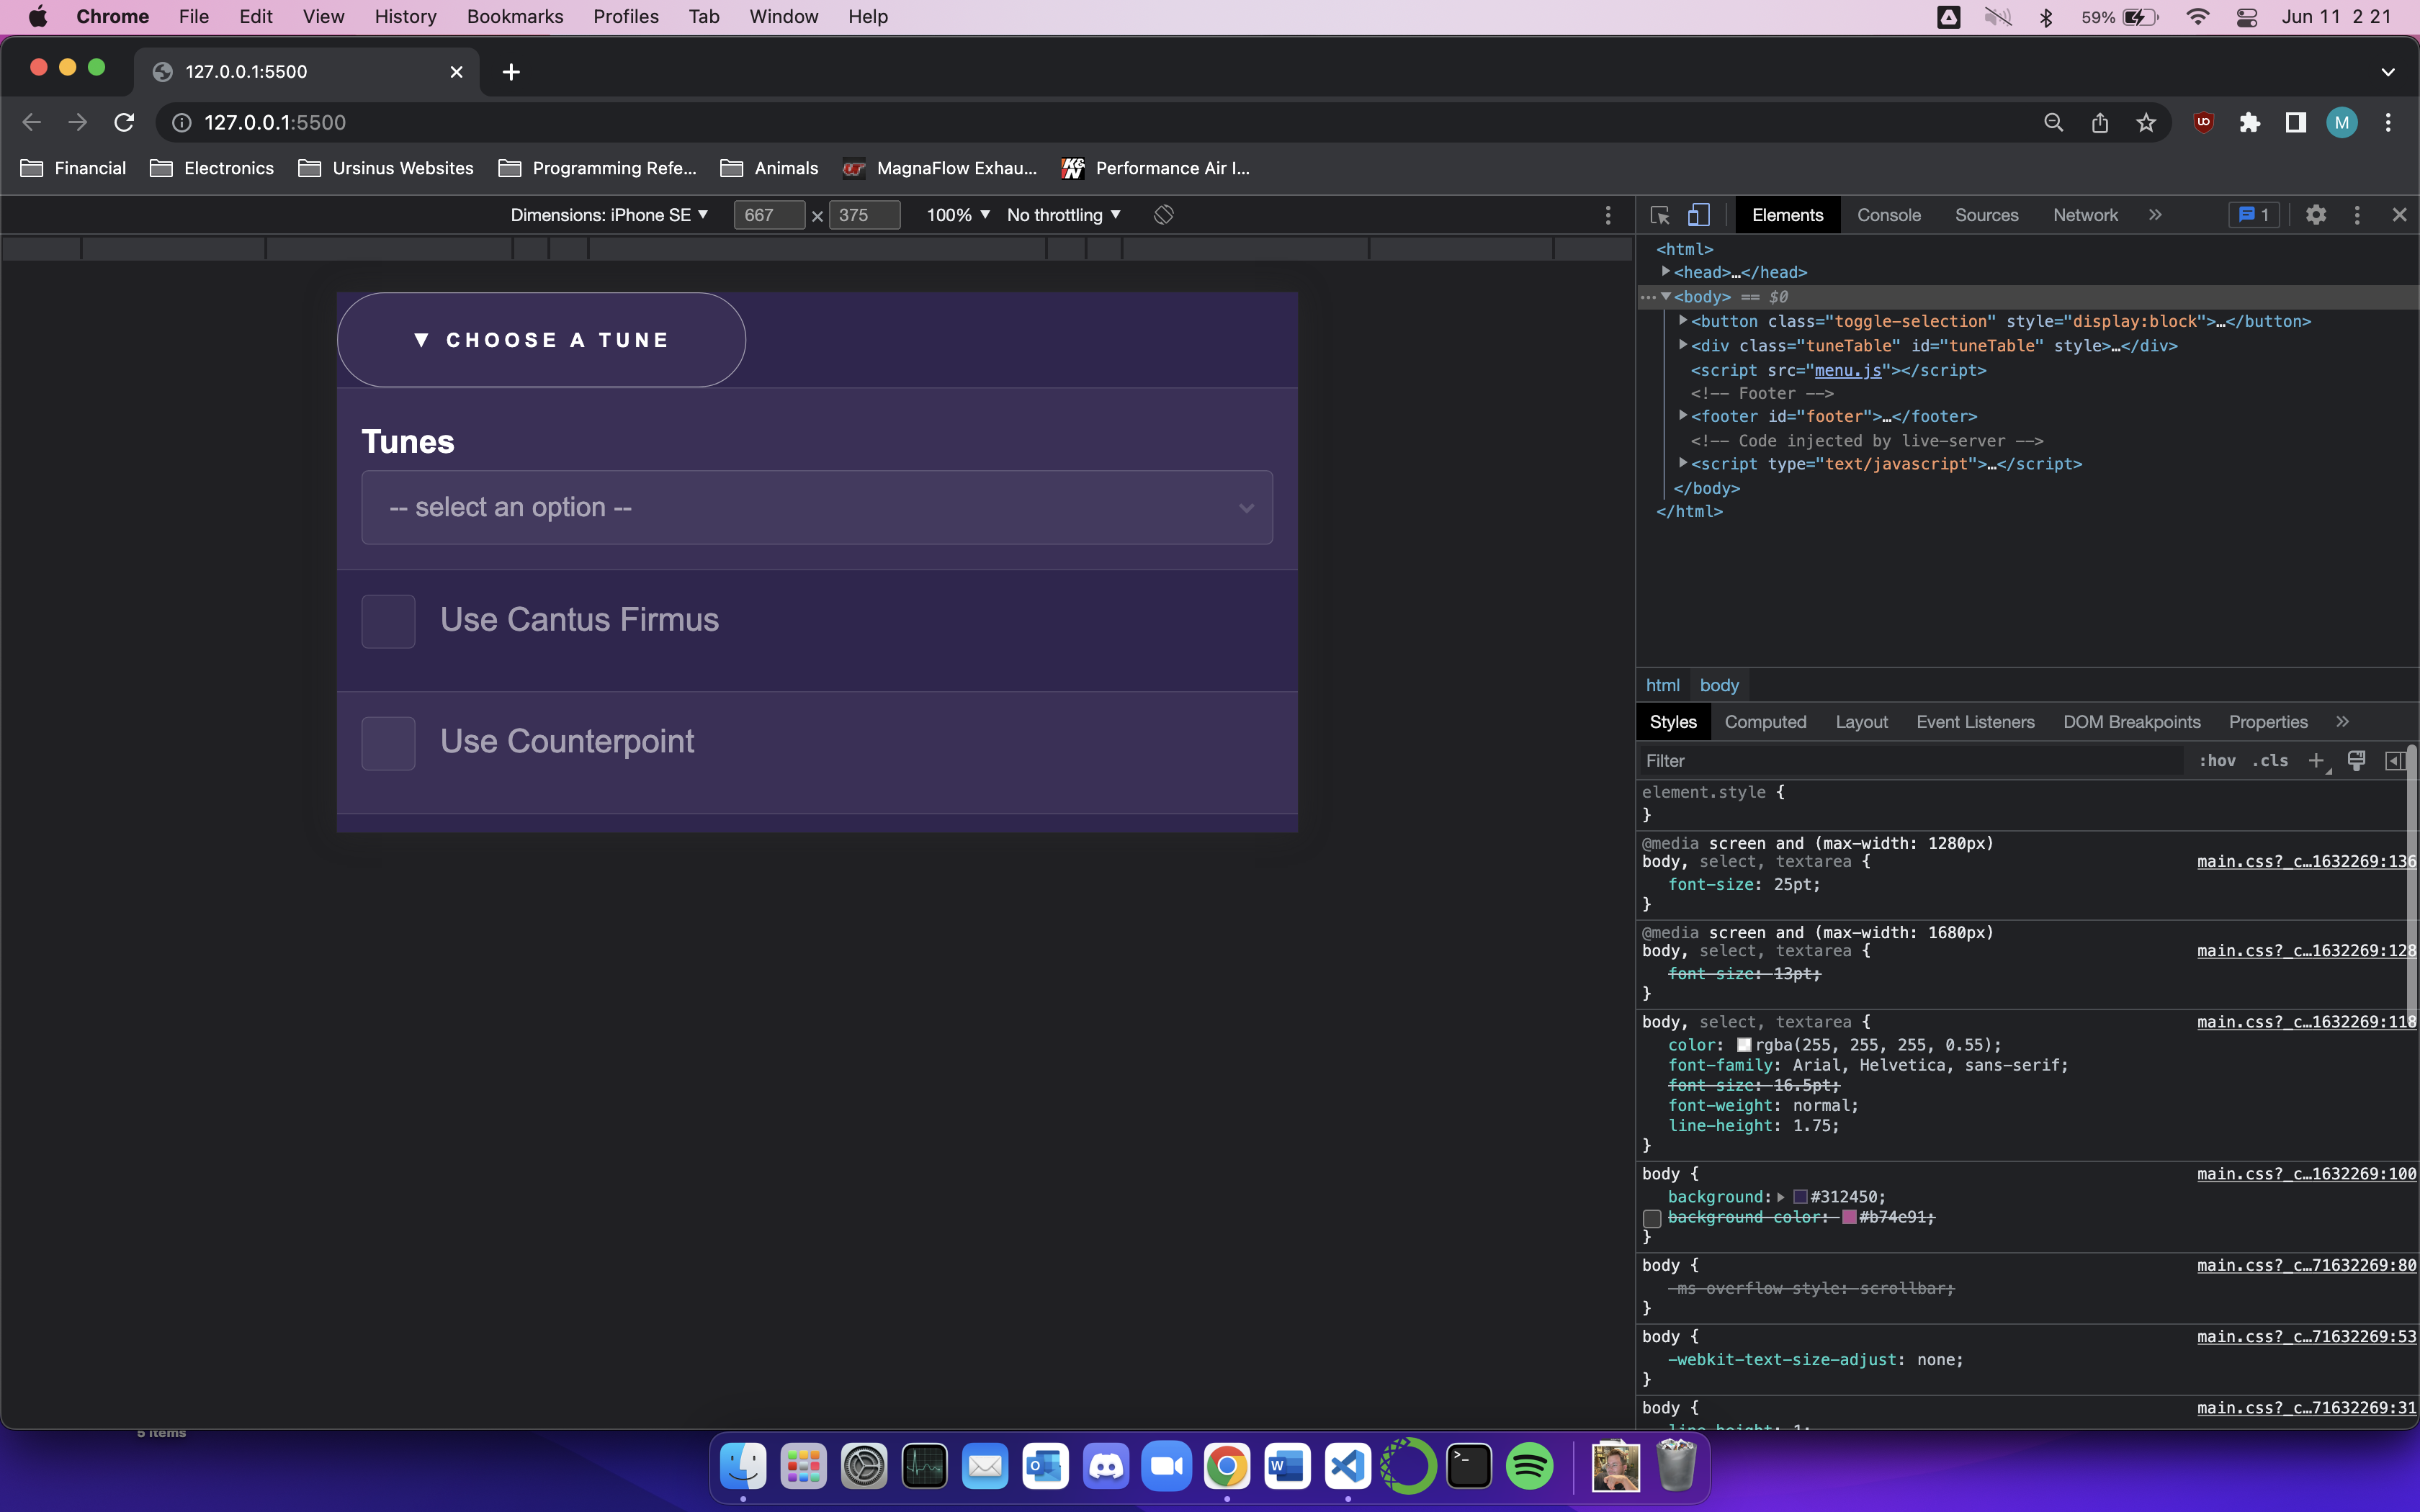 Chrome File Edit View History Bookmarks Profiles Tab Window Help 59% Jun 11 2 21
127.0.0.1:5500
127.0.0.1:5500 M
Financial Electronics Ursinus Websites Programming Refe... Animals MagnaFlow Exhau... Performance Air I...
Dimensions: iPhone SE ▼ 667 × 375 100% ▼ No throttling ▼
Elements Console Sources Network » 1
▼ CHOOSE A TUNE
Tunes
-- select an option --
Use Cantus Firmus
Use Counterpoint
<html>
▶<head>…</head>
… ▼<body> == $0
▶<button class="toggle-selection" style="display:block">…</button>
▶<div class="tuneTable" id="tuneTable" style>…</div>
<script src="menu.js"></script>
<!-- Footer -->
▶<footer id="footer">…</footer>
<!-- Code injected by live-server -->
▶<script type="text/javascript">…</script>
</body>
</html>
html body
Styles Computed Layout Event Listeners DOM Breakpoints Properties »
Filter :hov .cls
element.style {
}
@media screen and (max-width: 1280px)
body, select, textarea { main.css?_c…1632269:136
font-size: 25pt;
}
@media screen and (max-width: 1680px)
body, select, textarea { main.css?_c…1632269:128
font-size: 13pt;
}
body, select, textarea { main.css?_c…1632269:118
color: rgba(255, 255, 255, 0.55);
font-family: Arial, Helvetica, sans-serif;
font-size: 16.5pt;
font-weight: normal;
line-height: 1.75;
}
body { main.css?_c…1632269:100
background: ▶ #312450;
background-color: #b74e91;
}
body { main.css?_c…71632269:80
-ms-overflow-style: scrollbar;
}
body { main.css?_c…71632269:53
-webkit-text-size-adjust: none;
}
body { main.css?_c…71632269:31
line-height: 1;
5 items